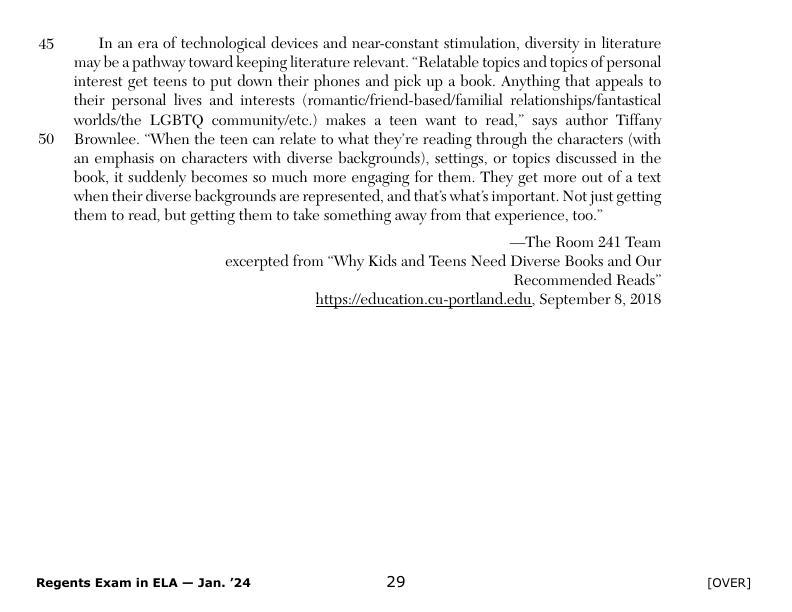 45 In an era of technological devices and near-constant stimulation, diversity in literature
may be a pathway toward keeping literature relevant. “Relatable topics and topics of personal
interest get teens to put down their phones and pick up a book. Anything that appeals to
their personal lives and interests (romantic/friend-based/familial relationships/fantastical
worlds/the LGBTQ community/etc.) makes a teen want to read,” says author Tiffany
50 Brownlee. “When the teen can relate to what they’re reading through the characters (with
an emphasis on characters with diverse backgrounds), settings, or topics discussed in the
book, it suddenly becomes so much more engaging for them. They get more out of a text
when their diverse backgrounds are represented, and that’s what’s important. Not just getting
them to read, but getting them to take something away from that experience, too.”
—The Room 241 Team
excerpted from “Why Kids and Teens Need Diverse Books and Our
Recommended Reads”
https://education.cu-portland.edu, September 8, 2018
Regents Exam in ELA — Jan. ’24 29 [OVER]